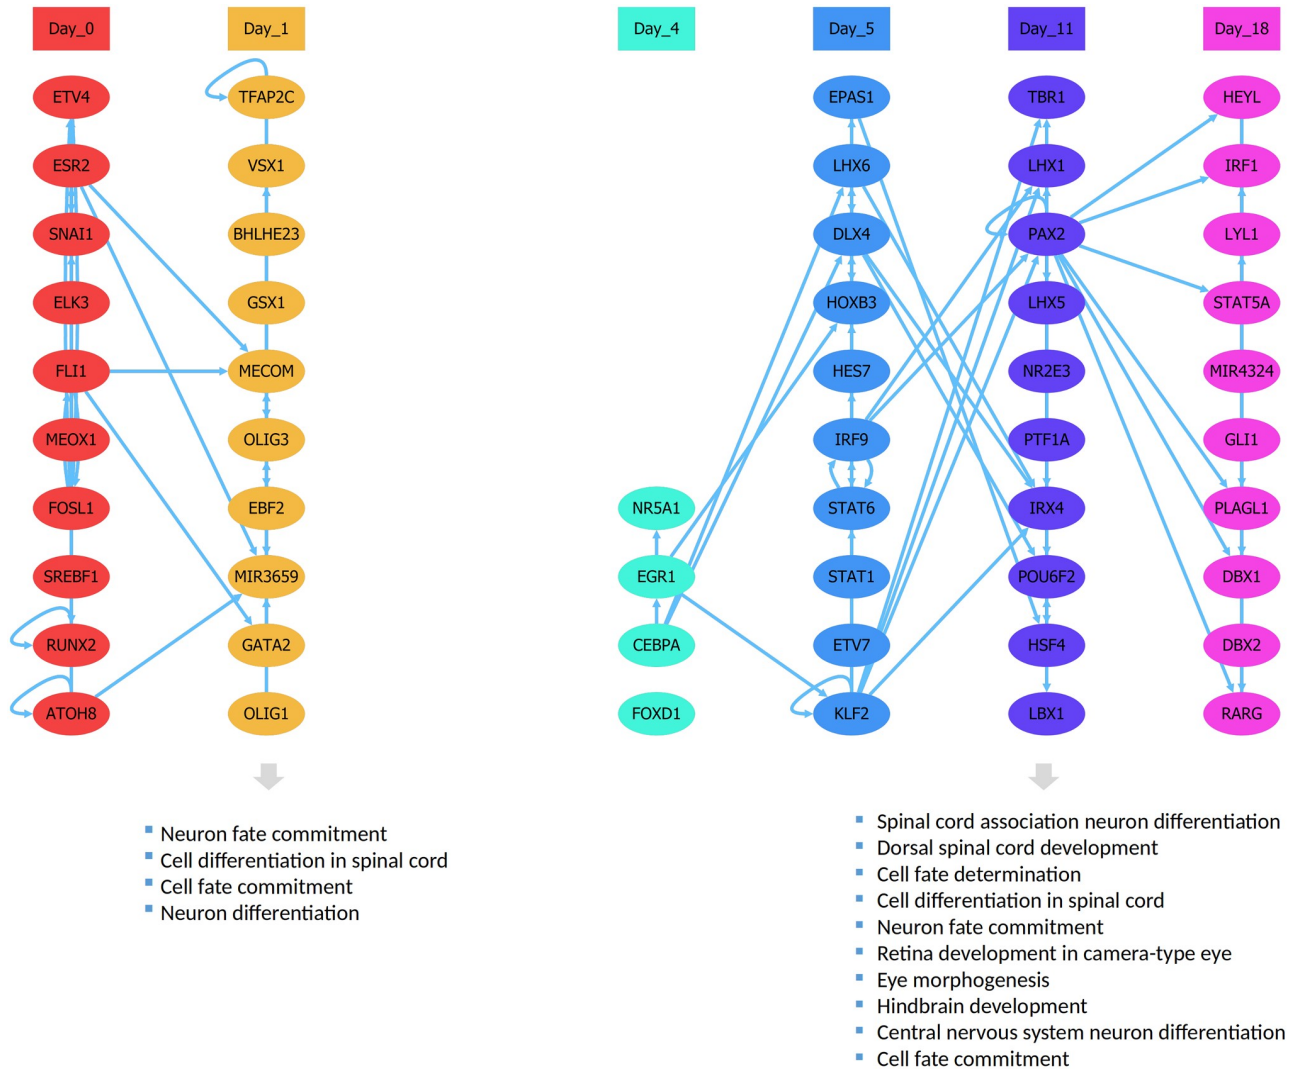 Day_0
Day_1
Day_4
Day_5
Day_11
Day_18
ETV4
TFAP2C
EPAS1
TBR1
HEYL
ESR2
VSX1
LHX6
LHX1
IRF1
SNAI1
BHLHE23
DLX4
PAX2
LYL1
ELK3
GSX1
HOXB3
LHX5
STAT5A
FLI1
MECOM
HES7
NR2E3
MIR4324
MEOX1
OLIG3
IRF9
PTF1A
GLI1
FOSL1
EBF2
NR5A1
STAT6
IRX4
PLAGL1
SREBF1
MIR3659
EGR1
STAT1
POU6F2
DBX1
RUNX2
GATA2
CEBPA
ETV7
HSF4
DBX2
ATOH8
OLIG1
FOXD1
KLF2
LBX1
RARG
Neuron fate commitment
Cell differentiation in spinal cord
Cell fate commitment
Neuron differentiation
Spinal cord association neuron differentiation
Dorsal spinal cord development
Cell fate determination
Cell differentiation in spinal cord
Neuron fate commitment
Retina development in camera-type eye
Eye morphogenesis
Hindbrain development
Central nervous system neuron differentiation
Cell fate commitment